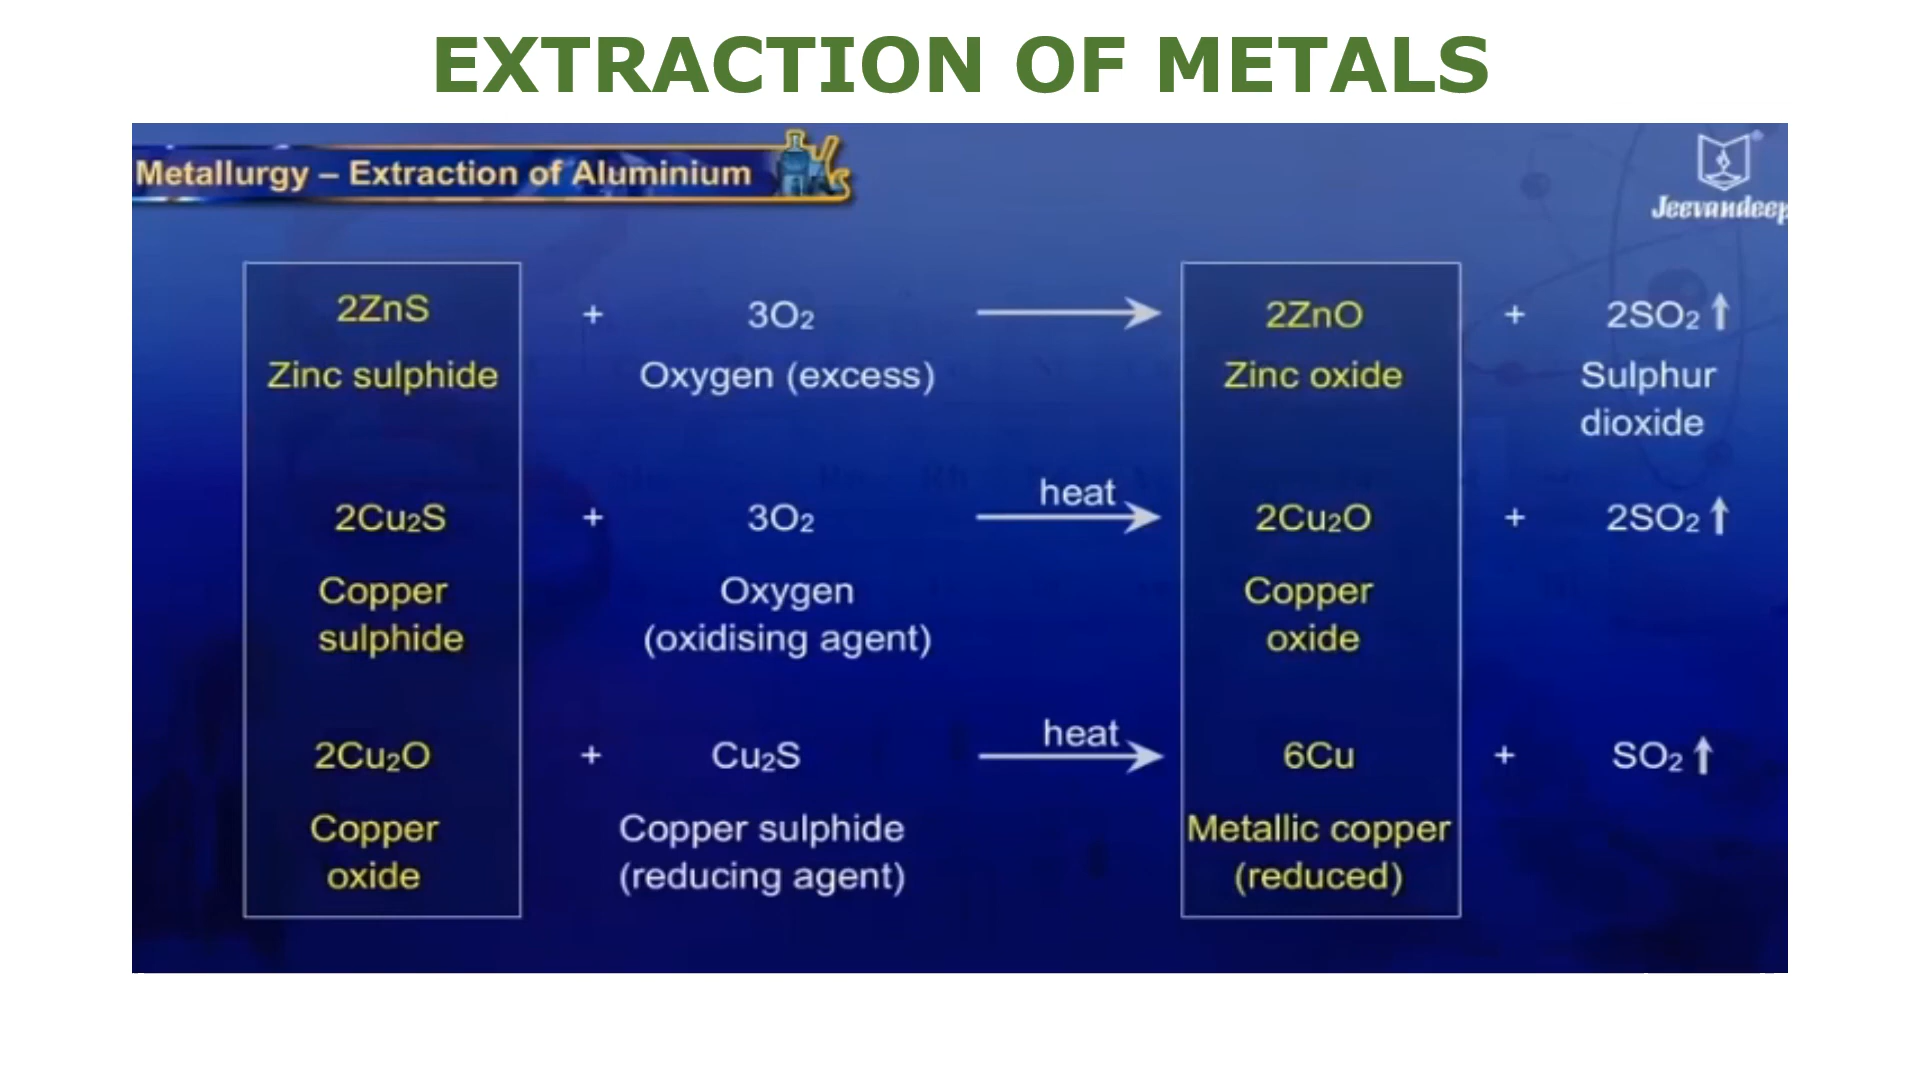 EXTRACTION OF METALS
Metallurgy – Extraction of Aluminium
Jeevandeep
2ZnS + 3O₂ → 2ZnO + 2SO₂ ↑
Zinc sulphide Oxygen (excess) Zinc oxide Sulphur
dioxide
heat
2Cu₂S + 3O₂ → 2Cu₂O + 2SO₂ ↑
Copper Oxygen Copper
sulphide (oxidising agent) oxide
heat
2Cu₂O + Cu₂S → 6Cu + SO₂ ↑
Copper Copper sulphide Metallic copper
oxide (reducing agent) (reduced)